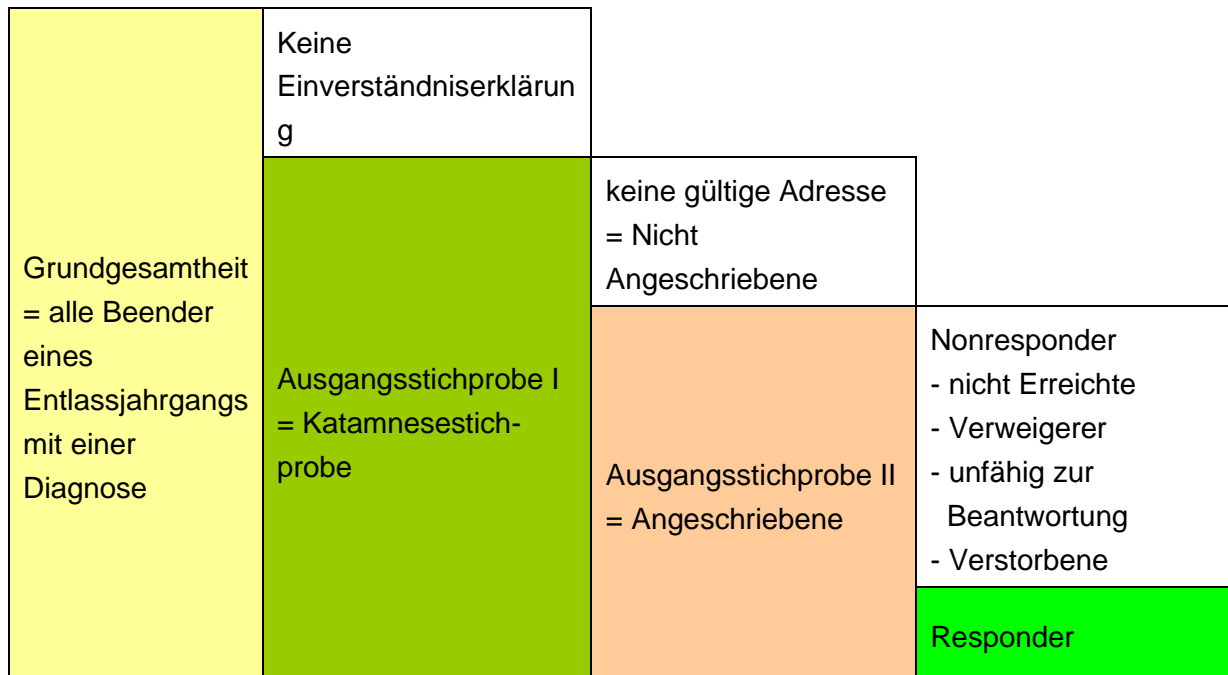 Keine
Einverständniserklärun
g
keine gültige Adresse
= Nicht
Angeschriebene
Grundgesamtheit
= alle Beender
eines
Entlassjahrgangs
mit einer
Diagnose
Ausgangsstichprobe I
= Katamnesestich-
probe
Ausgangsstichprobe II
= Angeschriebene
Nonresponder
- nicht Erreichte
- Verweigerer
- unfähig zur
Beantwortung
- Verstorbene
Responder